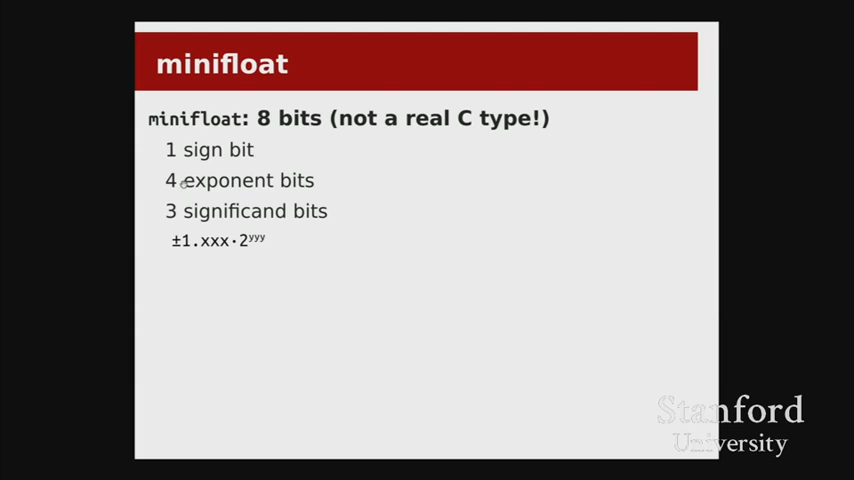 minifloat
minifloat: 8 bits (not a real C type!)
1 sign bit
4 exponent bits
3 significand bits
±1.xxx·2ʸʸʸ
Stanford
University